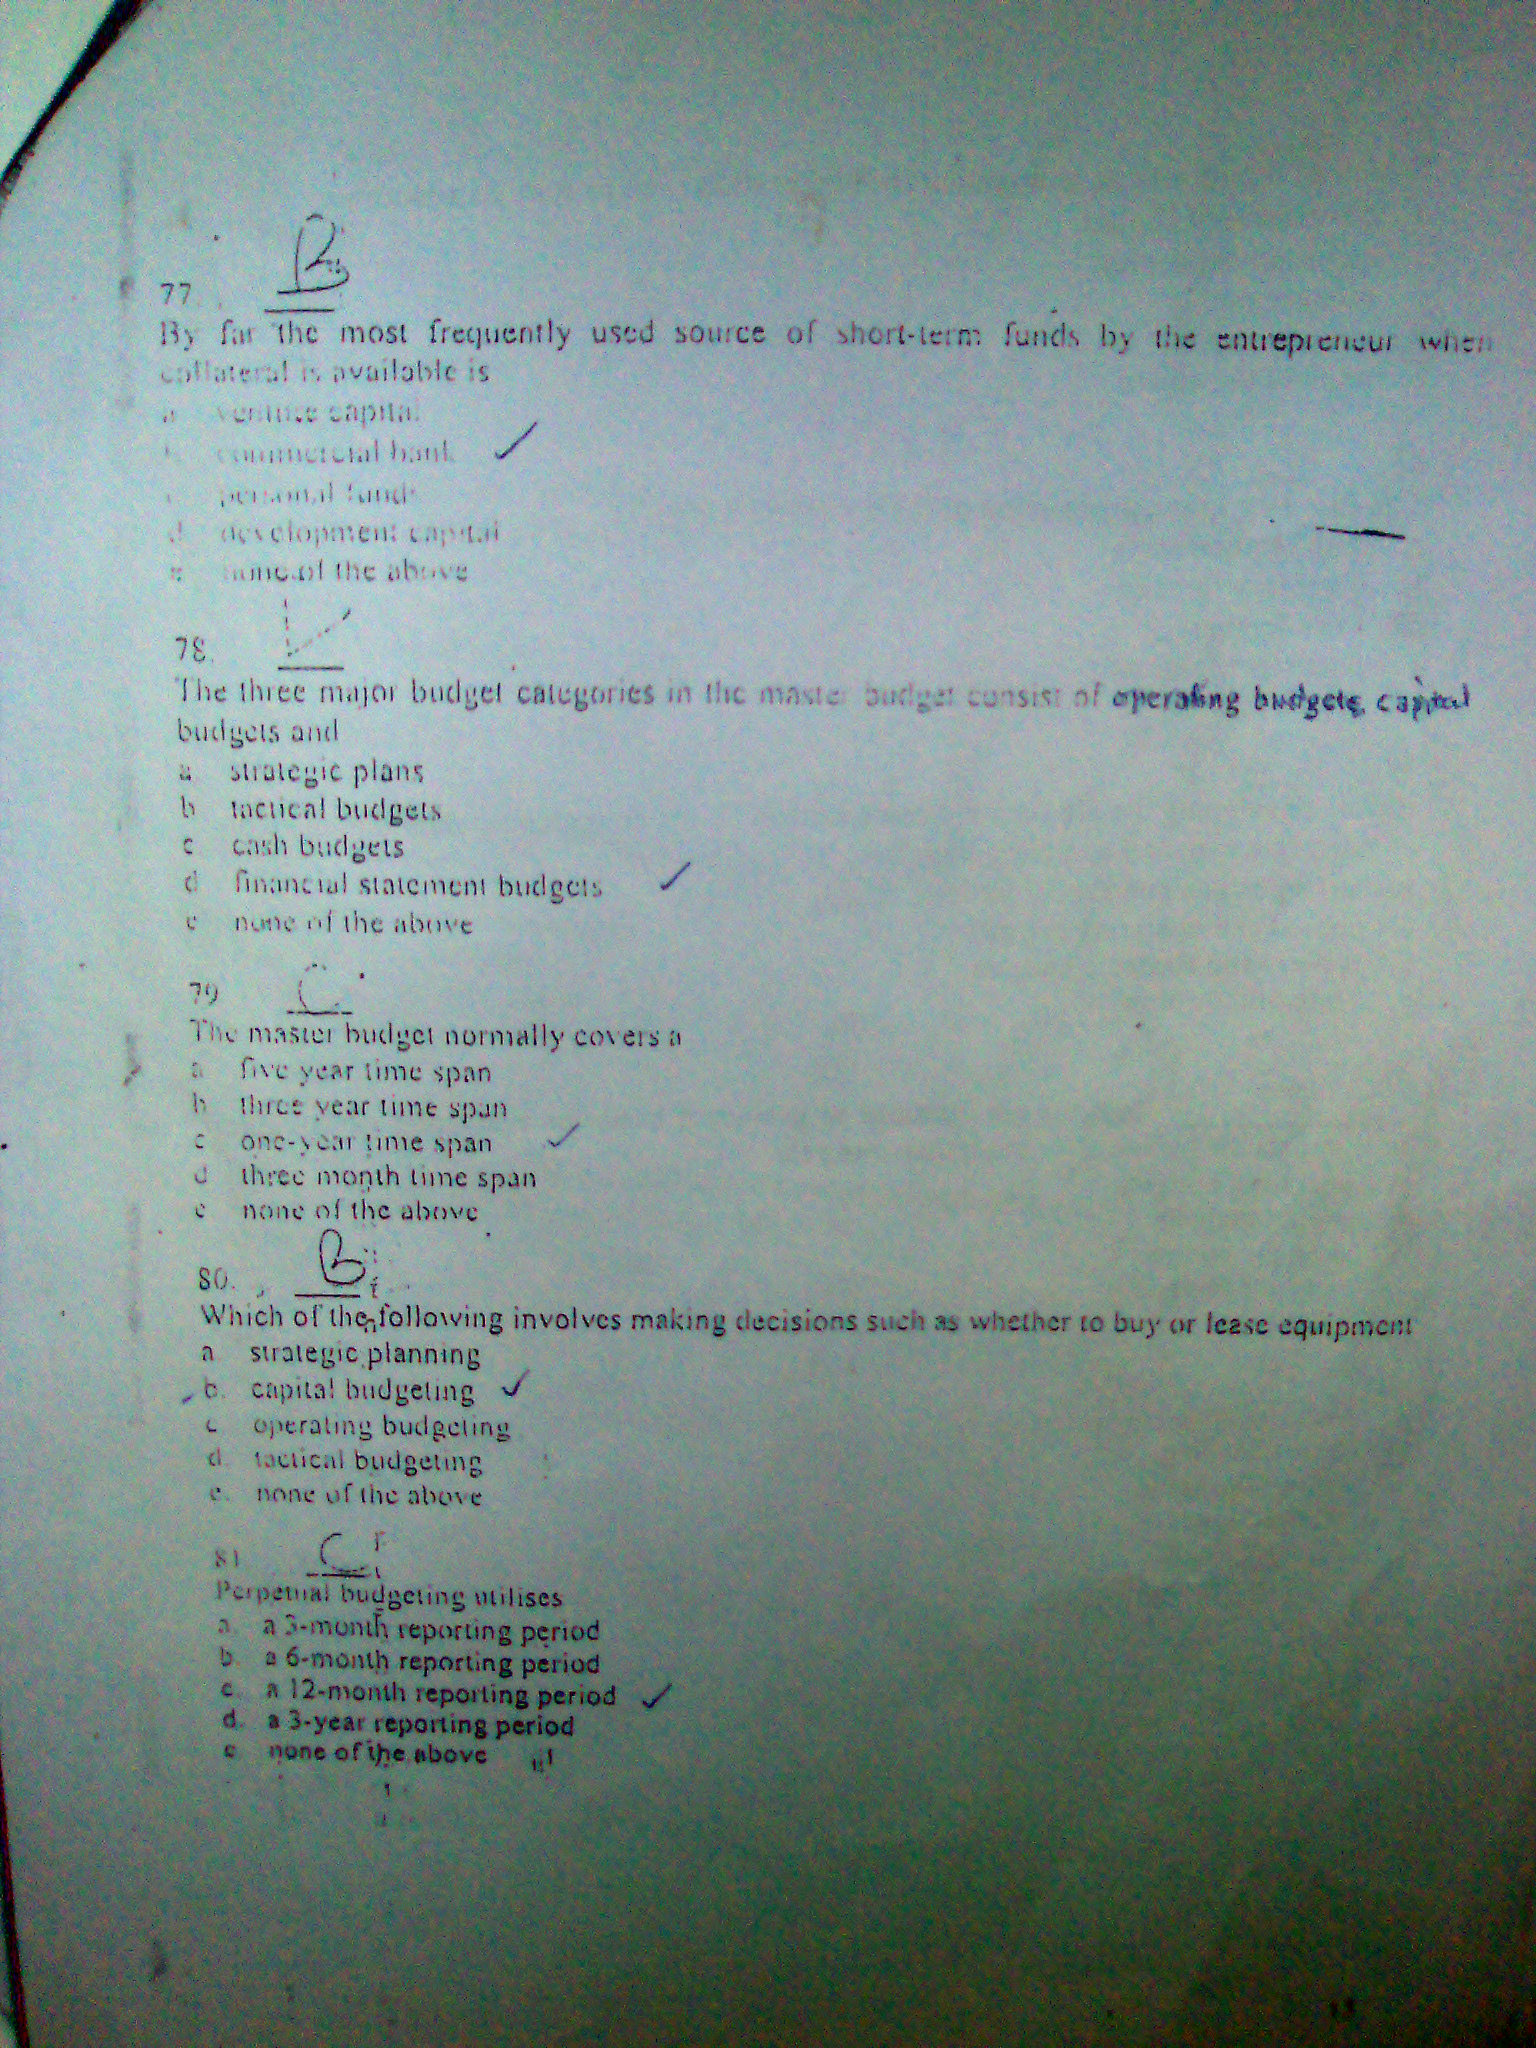 B
77.
By far the most frequently used source of short-term funds by the entrepreneur when
collateral is available is
a venture capital
b commercial bank ✓
c personal funds
d development capital
e none of the above
78.
The three major budget categories in the master budget consist of operating budgets, capital
budgets and
a strategic plans
b tactical budgets
c cash budgets
d financial statement budgets ✓
e none of the above
79 C
The master budget normally covers a
a five year time span
b three year time span
c one-year time span ✓
d three month time span
e none of the above
80. B
Which of the following involves making decisions such as whether to buy or lease equipment
a strategic planning
b. capital budgeting ✓
c operating budgeting
d. tactical budgeting
e. none of the above
81 C
Perpetual budgeting utilises
a. a 3-month reporting period
b. a 6-month reporting period
c. a 12-month reporting period ✓
d. a 3-year reporting period
e none of the above